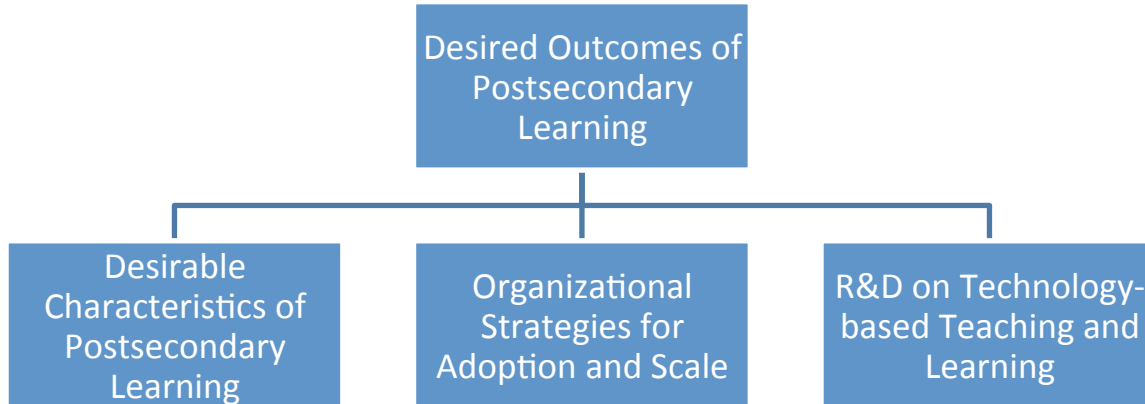 Desired Outcomes of
Postsecondary
Learning
Desirable
Characteristics of
Postsecondary
Learning
Organizational
Strategies for
Adoption and Scale
R&D on Technology-
based Teaching and
Learning